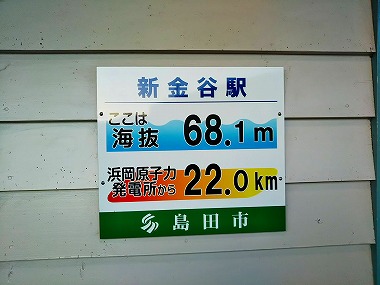 新金谷駅
ここは
海抜 68.1m
浜岡原子力
発電所から 22.0km
島田市